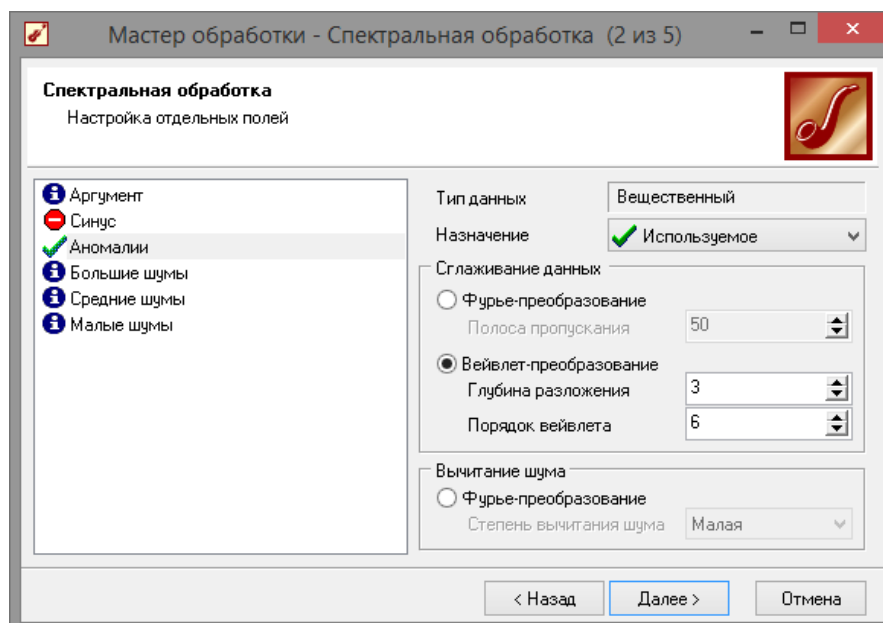 Мастер обработки - Спектральная обработка (2 из 5)
Спектральная обработка
Настройка отдельных полей
Аргумент
Синус
Аномалии
Большие шумы
Средние шумы
Малые шумы
Тип данных Вещественный
Назначение Используемое
Сглаживание данных
Фурье-преобразование
Полоса пропускания 50
Вейвлет-преобразование
Глубина разложения 3
Порядок вейвлета 6
Вычитание шума
Фурье-преобразование
Степень вычитания шума Малая
< Назад Далее > Отмена